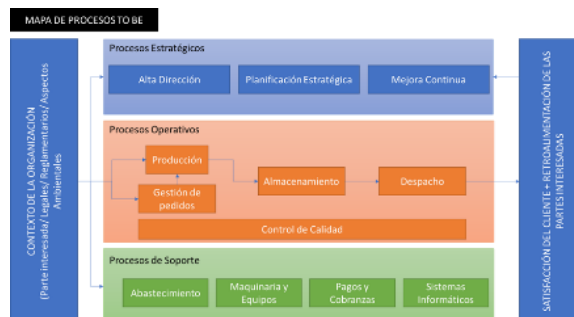 MAPA DE PROCESOS TO BE
CONTEXTO DE LA ORGANIZACIÓN
(Parte interesada/ Legales/ Reglamentarios/ Aspectos
Ambientales
Procesos Estratégicos
Alta Dirección
Planificación Estratégica
Mejora Continua
Procesos Operativos
Producción
Gestión de
pedidos
Almacenamiento
Despacho
Control de Calidad
Procesos de Soporte
Abastecimiento
Maquinaria y
Equipos
Pagos y
Cobranzas
Sistemas
Informáticos
SATISFACCIÓN DEL CLIENTE + RETROALIMENTACIÓN DE LAS
PARTES INTERESADAS